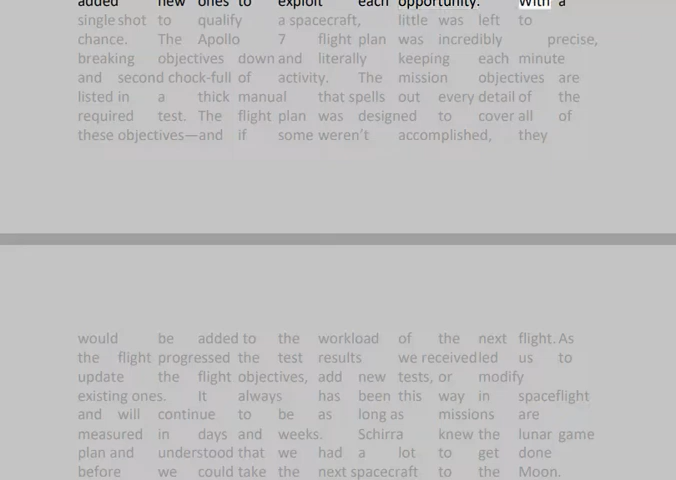 added new ones to exploit each opportunity. With a
single shot to qualify a spacecraft, little was left to
chance. The Apollo 7 flight plan was incredibly precise,
breaking objectives down and literally keeping each minute
and second chock-full of activity. The mission objectives are
listed in a thick manual that spells out every detail of the
required test. The flight plan was designed to cover all of
these objectives—and if some weren't accomplished, they
would be added to the workload of the next flight. As
the flight progressed the test results we received led us to
update the flight objectives, add new tests, or modify
existing ones. It always has been this way in spaceflight
and will continue to be as long as missions are
measured in days and weeks. Schirra knew the lunar game
plan and understood that we had a lot to get done
before we could take the next spacecraft to the Moon.